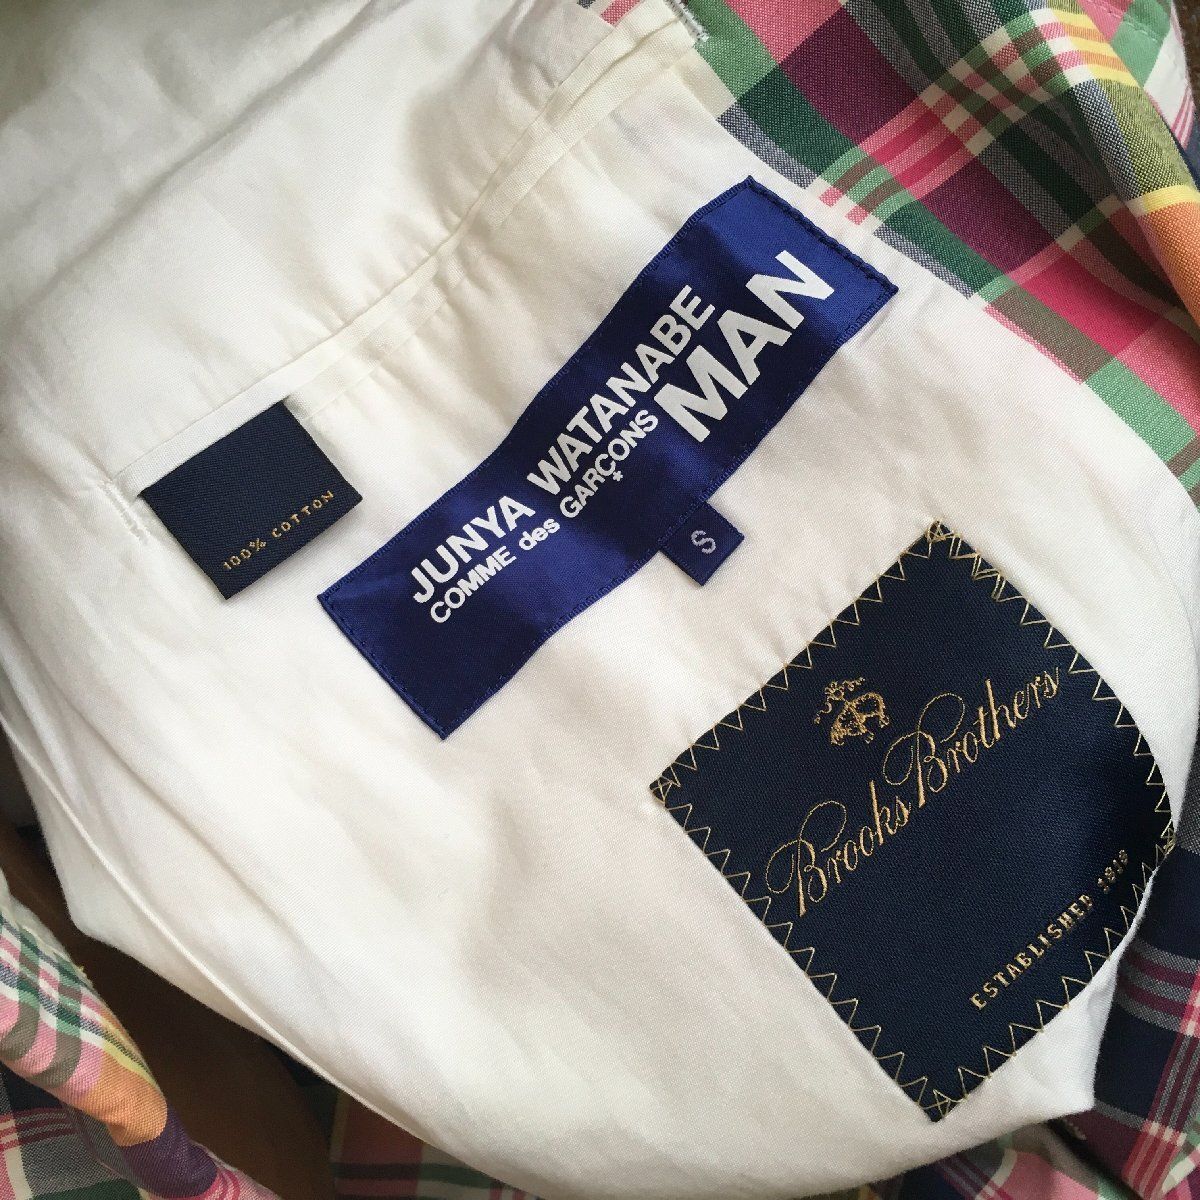 100% COTTON
JUNYA WATANABE
COMME des GARÇONS
MAN
S
Brooks Brothers
ESTABLISHED 1818